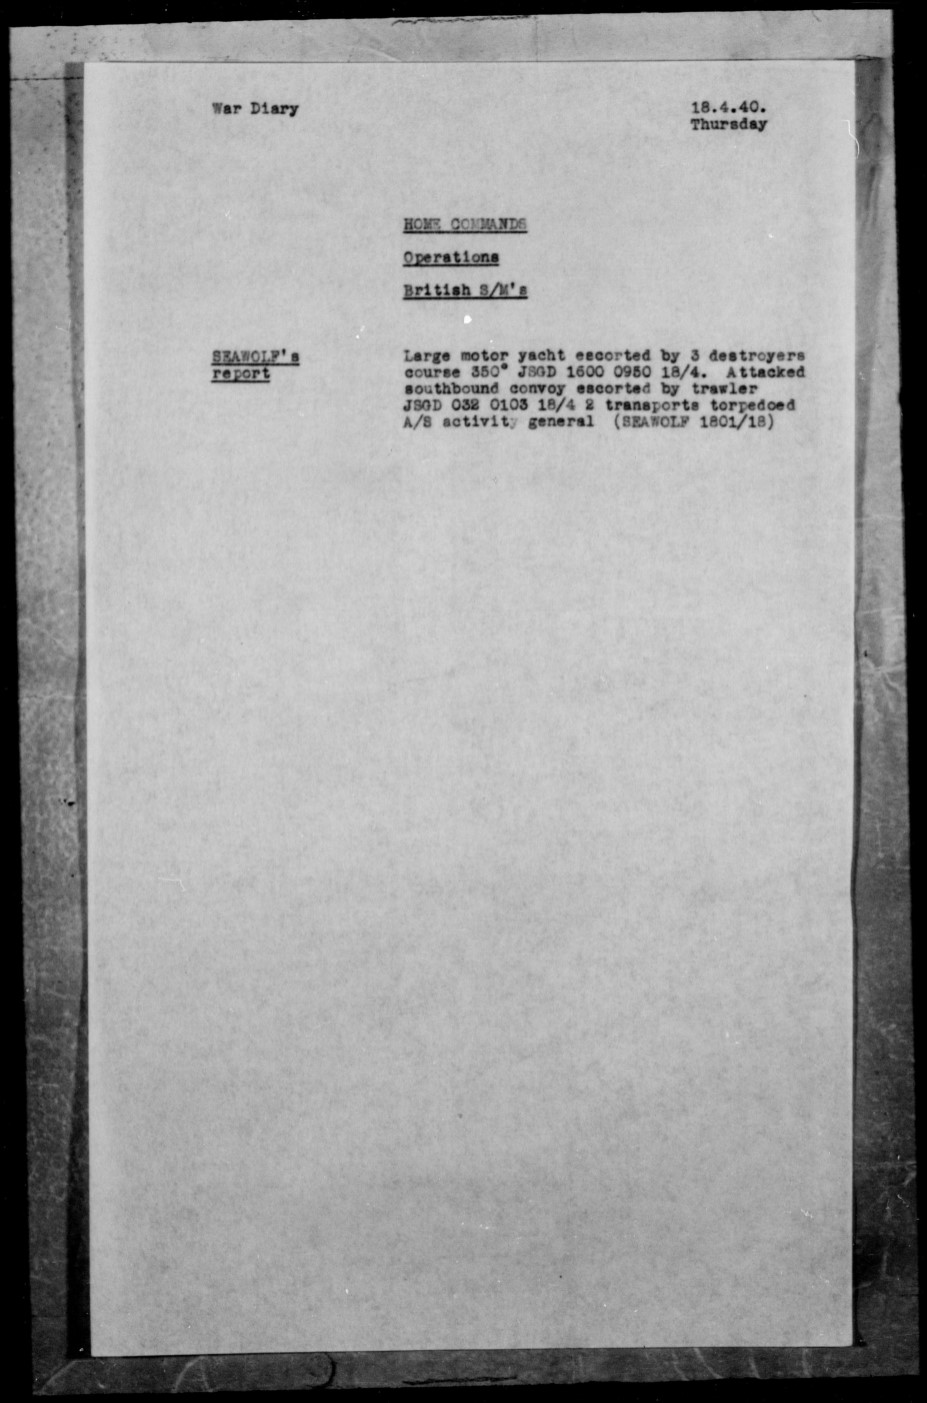 War Diary
18.4.40.
Thursday
HOME COMMANDS
Operations
British S/M's
SEAWOLF's
report
Large motor yacht escorted by 3 destroyers
course 350° JSGD 1600 0950 18/4. Attacked
southbound convoy escorted by trawler
JSGD 032 0103 18/4 2 transports torpedoed
A/S activity general (SEAWOLF 1801/18)